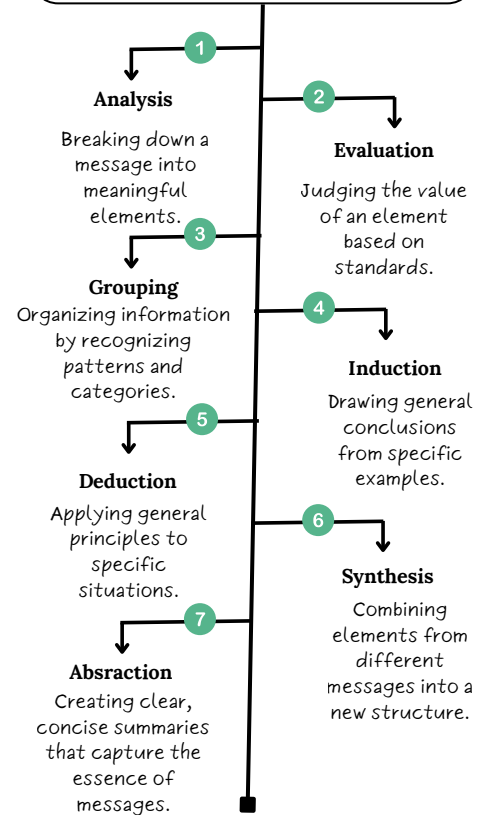 1
Analysis
Breaking down a
message into
meaningful
elements.
2
Evaluation
Judging the value
of an element
based on
standards.
3
Grouping
Organizing information
by recognizing
patterns and
categories.
4
Induction
Drawing general
conclusions
from specific
examples.
5
Deduction
Applying general
principles to
specific
situations.
6
Synthesis
Combining
elements from
different
messages into a
new structure.
7
Absraction
Creating clear,
concise summaries
that capture the
essence of
messages.